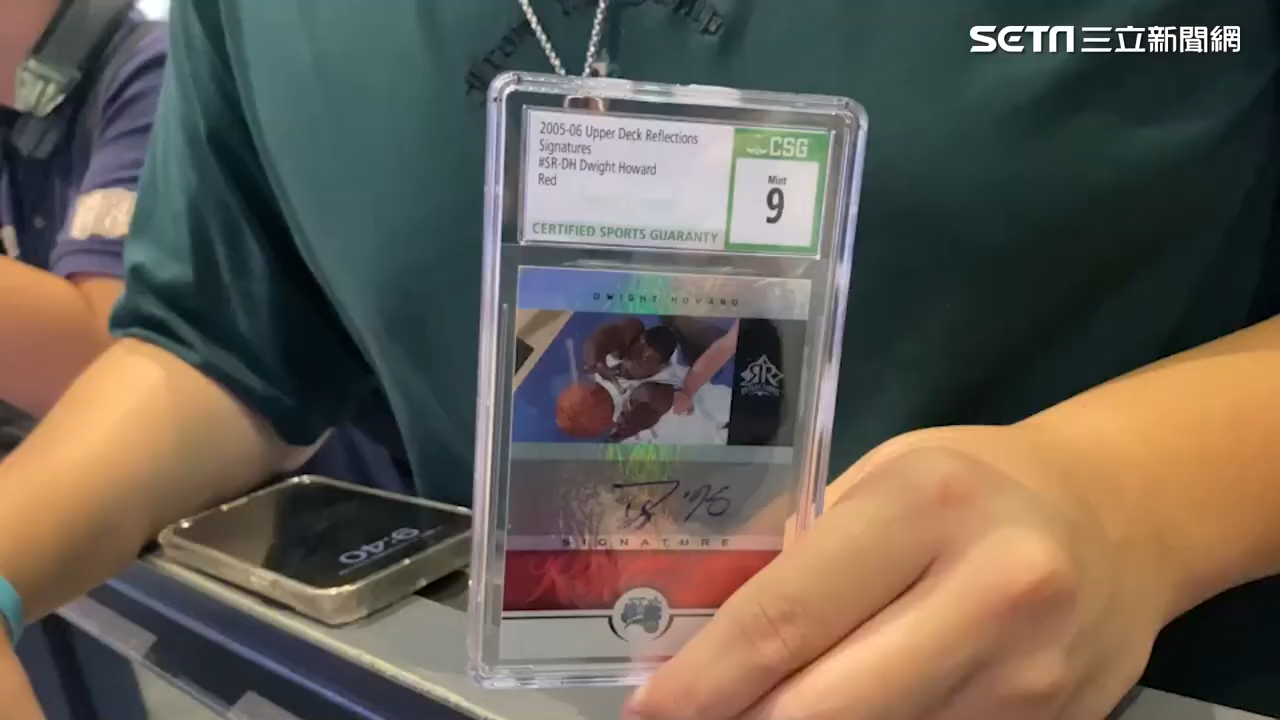 SETN三立新聞網
2005-06 Upper Deck Reflections
Signatures
#SR-DH Dwight Howard
Red
CERTIFIED SPORTS GUARANTY
CSG
Mint
9
DWIGHT HOWARD
SR
SIGNATURE
9:40